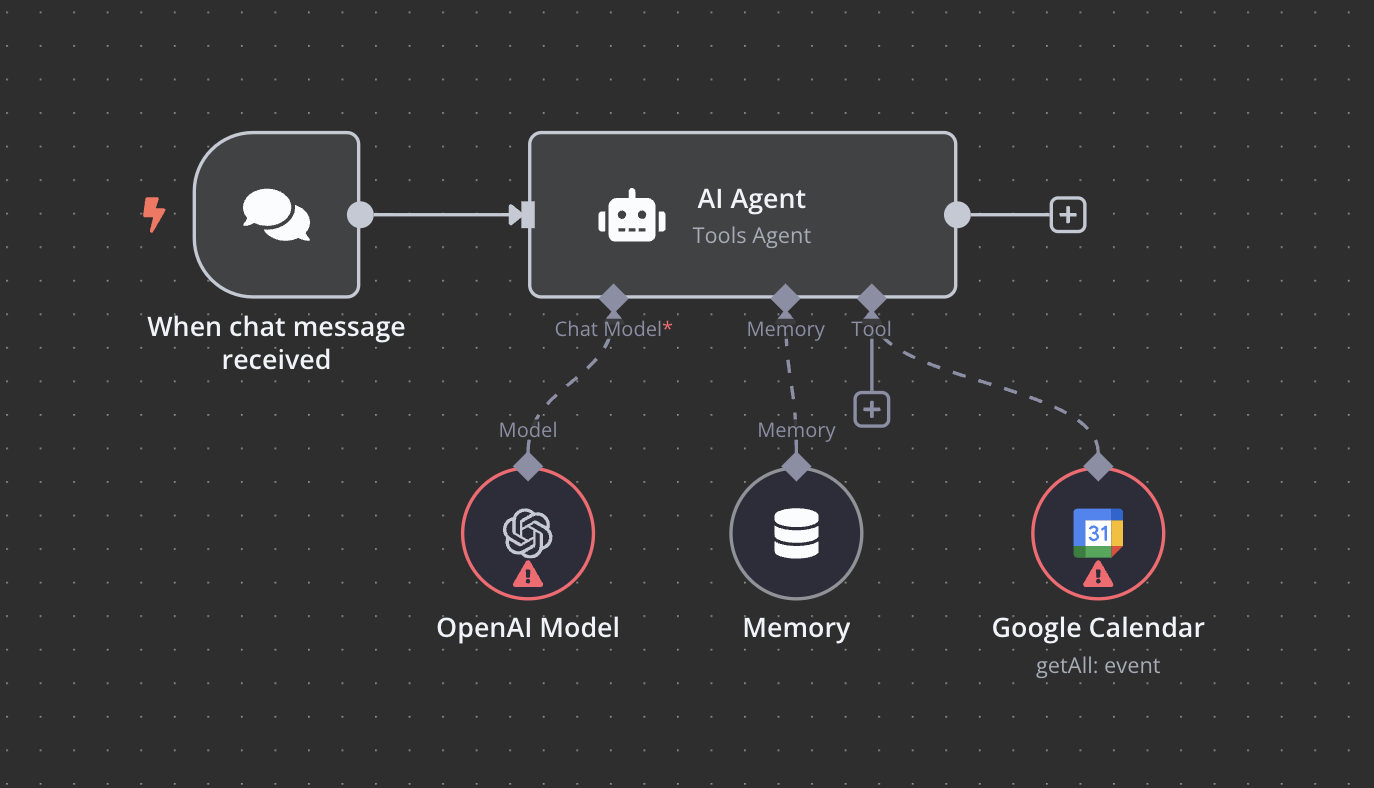 AI Agent
Tools Agent
When chat message
received
Chat Model*
Memory
Tool
Model
Memory
31
OpenAI Model
Memory
Google Calendar
getAll: event